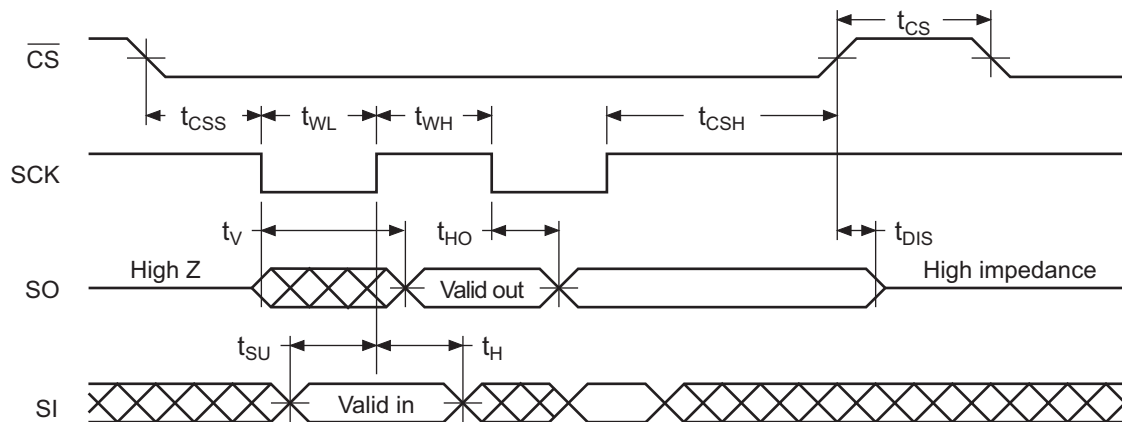 tCS
CS
tCSS tWL tWH tCSH
SCK
tV tHO tDIS
High Z High impedance
SO Valid out
tSU tH
SI Valid in